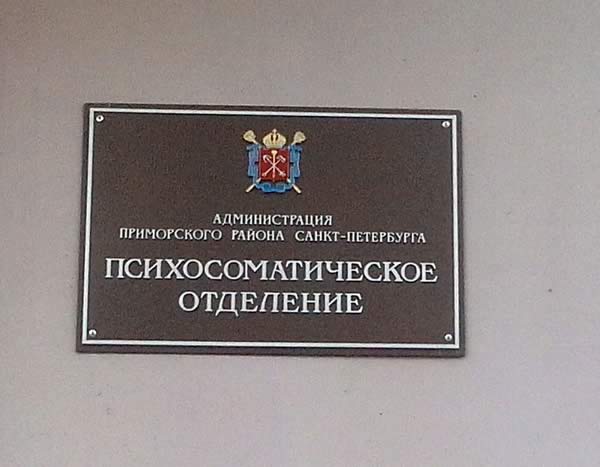 АДМИНИСТРАЦИЯ
ПРИМОРСКОГО РАЙОНА САНКТ-ПЕТЕРБУРГА
ПСИХОСОМАТИЧЕСКОЕ
ОТДЕЛЕНИЕ